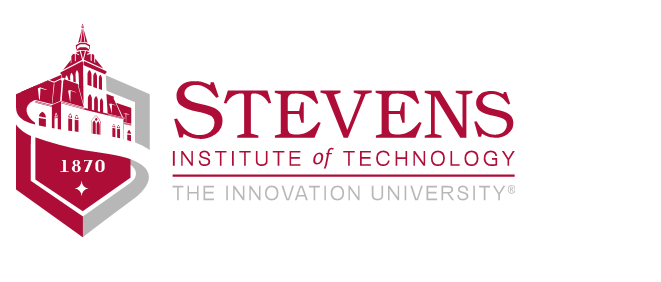 1870
STEVENS
INSTITUTE of TECHNOLOGY
THE INNOVATION UNIVERSITY®